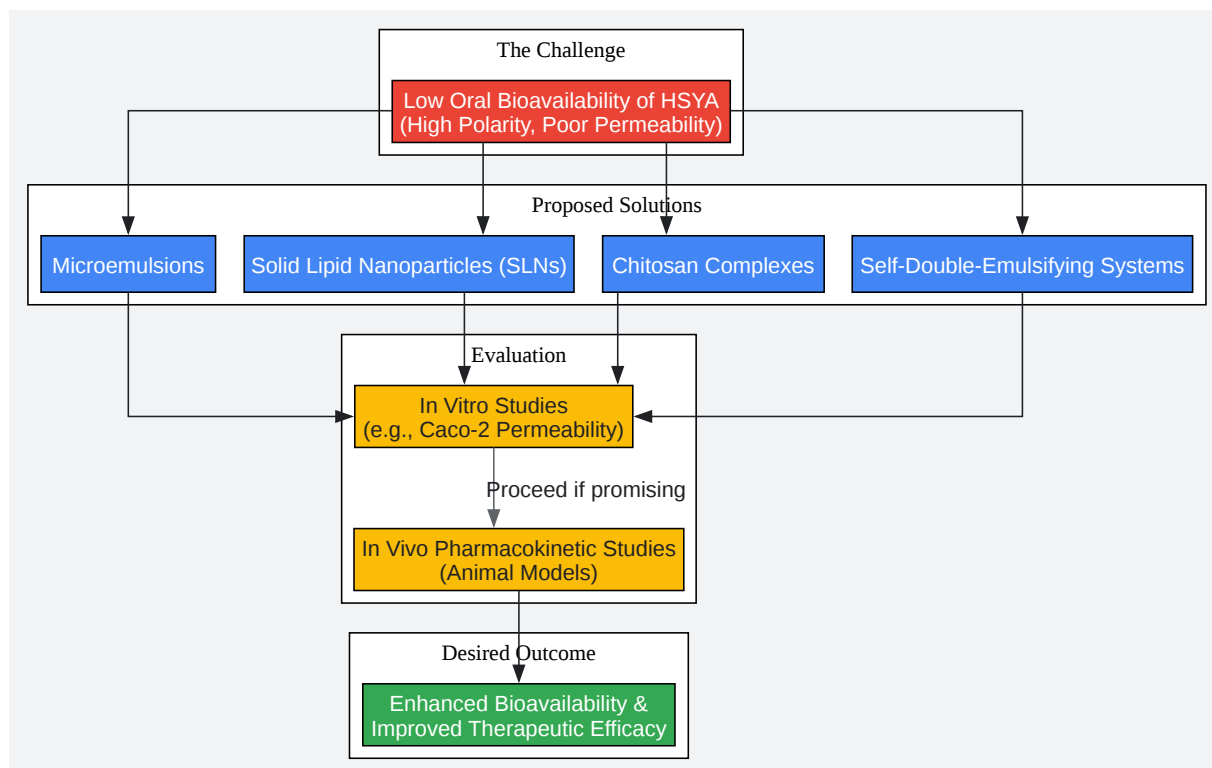 The Challenge
Low Oral Bioavailability of HSYA
(High Polarity, Poor Permeability)
Proposed Solutions
Microemulsions
Solid Lipid Nanoparticles (SLNs)
Chitosan Complexes
Self-Double-Emulsifying Systems
Evaluation
In Vitro Studies
(e.g., Caco-2 Permeability)
Proceed if promising
In Vivo Pharmacokinetic Studies
(Animal Models)
Desired Outcome
Enhanced Bioavailability &
Improved Therapeutic Efficacy